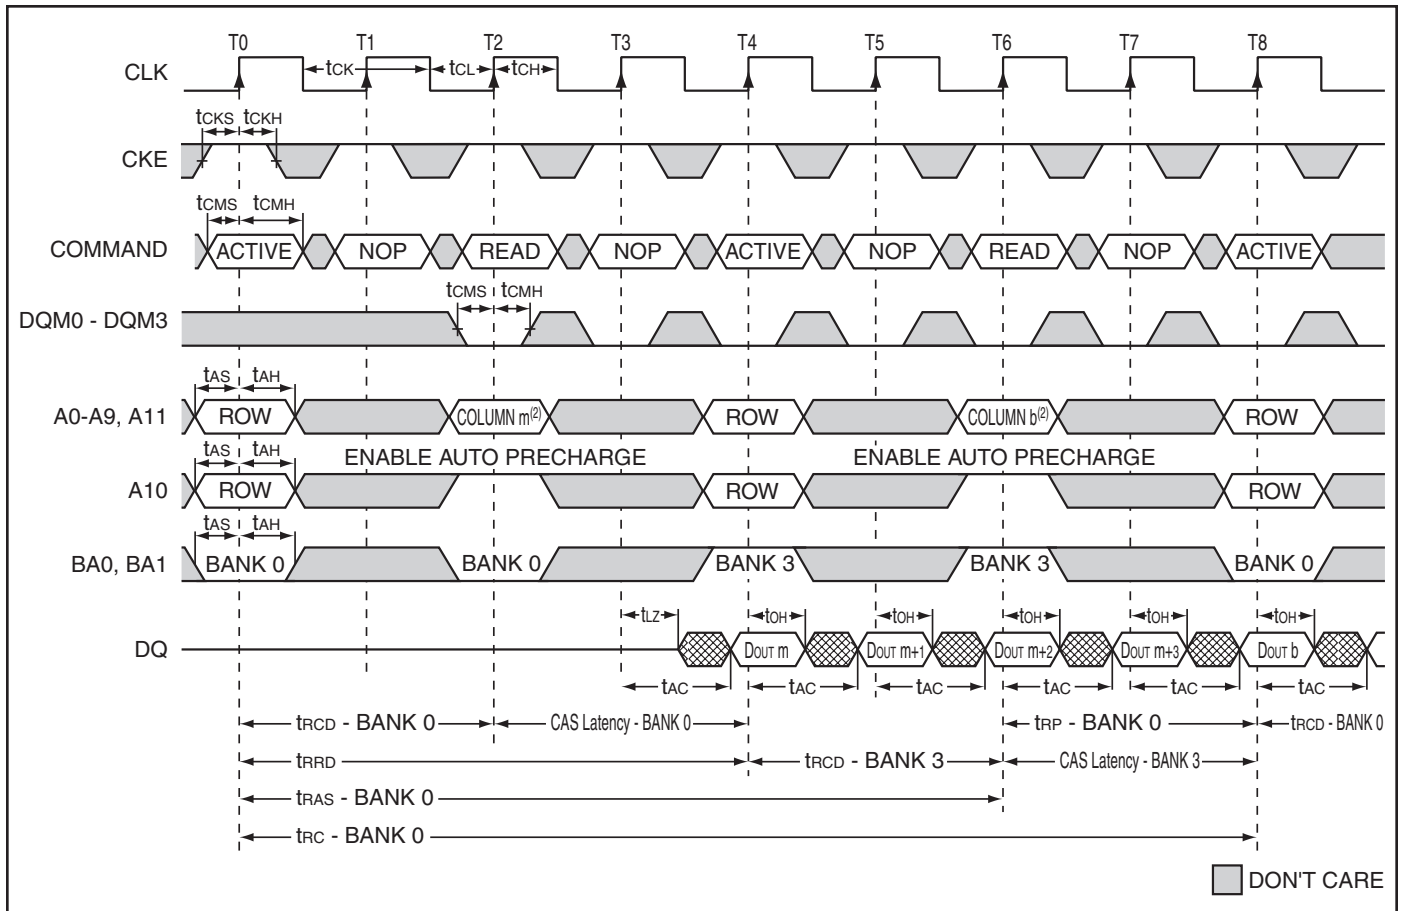 T0 T1 T2 T3 T4 T5 T6 T7 T8
CLK tCK tCL tCH
tCKS tCKH
CKE
tCMS tCMH
COMMAND ACTIVE NOP READ NOP ACTIVE NOP READ NOP ACTIVE
tCMS tCMH
DQM0 - DQM3
tAS tAH
A0-A9, A11 ROW COLUMN m(2) ROW COLUMN b(2) ROW
tAS tAH ENABLE AUTO PRECHARGE ENABLE AUTO PRECHARGE
A10 ROW ROW ROW
tAS tAH
BA0, BA1 BANK 0 BANK 0 BANK 3 BANK 3 BANK 0
tLZ tOH tOH tOH tOH tOH
DQ DOUT m DOUT m+1 DOUT m+2 DOUT m+3 DOUT b
tAC tAC tAC tAC tAC tAC
tRCD - BANK 0 CAS Latency - BANK 0 tRP - BANK 0 tRCD - BANK 0
tRRD tRCD - BANK 3 CAS Latency - BANK 3
tRAS - BANK 0
tRC - BANK 0
DON'T CARE